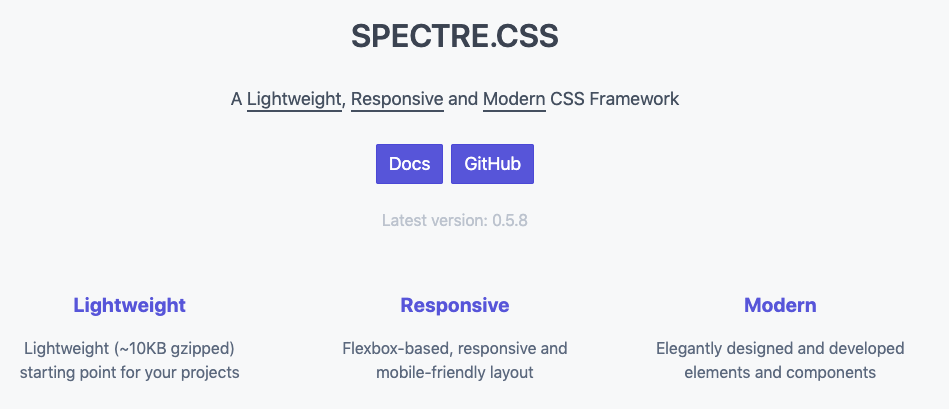 SPECTRE.CSS
A Lightweight, Responsive and Modern CSS Framework
Docs GitHub
Latest version: 0.5.8
Lightweight
Lightweight (~10KB gzipped)
starting point for your projects
Responsive
Flexbox-based, responsive and
mobile-friendly layout
Modern
Elegantly designed and developed
elements and components